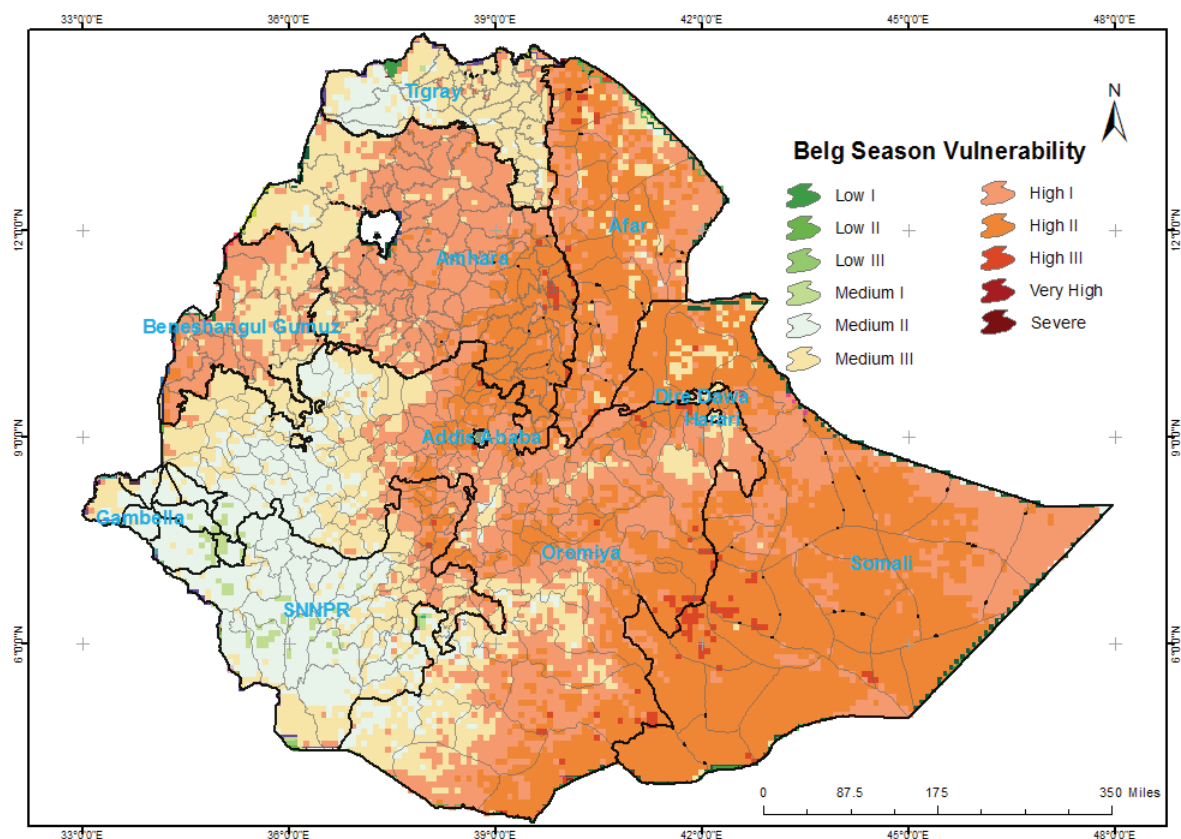 33°0'0"E 36°0'0"E 39°0'0"E 42°0'0"E 45°0'0"E 48°0'0"E
N
Belg Season Vulnerability
Low I
Low II
Low III
Medium I
Medium II
Medium III
High I
High II
High III
Very High
Severe
12°0'0"N
12°0'0"N
9°0'0"N
9°0'0"N
6°0'0"N
6°0'0"N
Tigray
Afar
Amhara
Beneshangul Gumuz
Dire Dawa
Harari
Addis Ababa
Gambella
Oromiya
Somali
SNNPR
0 87.5 175 350 Miles
33°0'0"E 36°0'0"E 39°0'0"E 42°0'0"E 45°0'0"E 48°0'0"E